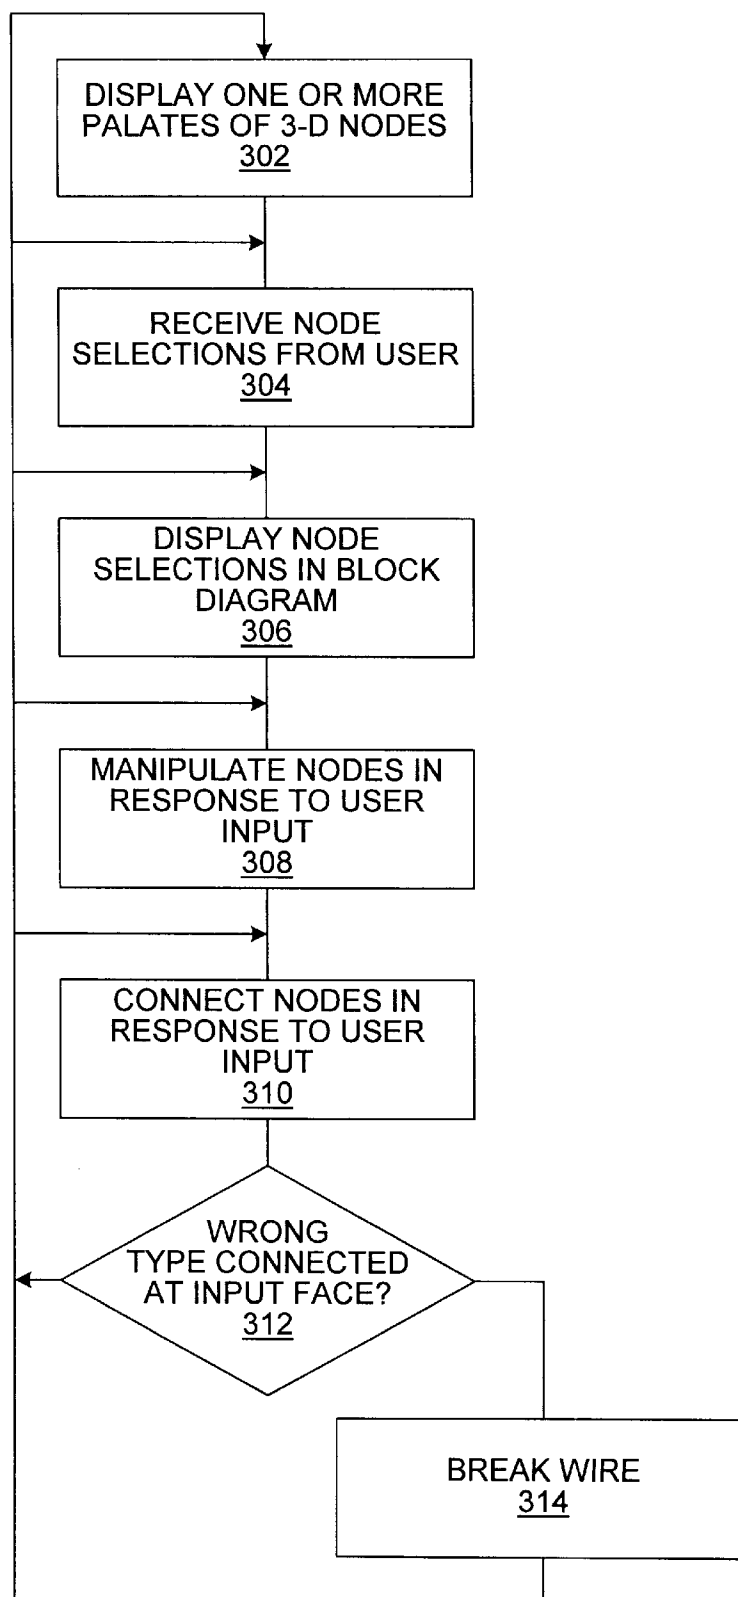 DISPLAY ONE OR MORE
PALATES OF 3-D NODES
302
RECEIVE NODE
SELECTIONS FROM USER
304
DISPLAY NODE
SELECTIONS IN BLOCK
DIAGRAM
306
MANIPULATE NODES IN
RESPONSE TO USER
INPUT
308
CONNECT NODES IN
RESPONSE TO USER
INPUT
310
WRONG
TYPE CONNECTED
AT INPUT FACE?
312
BREAK WIRE
314